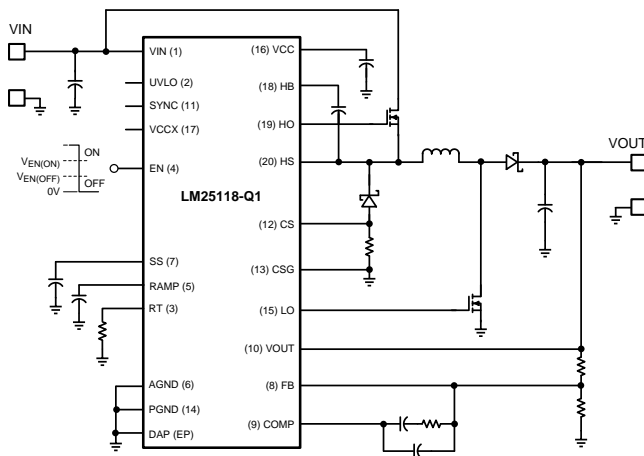 VIN
VIN (1)
UVLO (2)
SYNC (11)
VCCX (17)
ON
VEN(ON)
VEN(OFF)
OFF
0V
EN (4)
LM25118-Q1
SS (7)
RAMP (5)
RT (3)
AGND (6)
PGND (14)
DAP (EP)
(16) VCC
(18) HB
(19) HO
(20) HS
(12) CS
(13) CSG
(15) LO
(10) VOUT
(8) FB
(9) COMP
VOUT